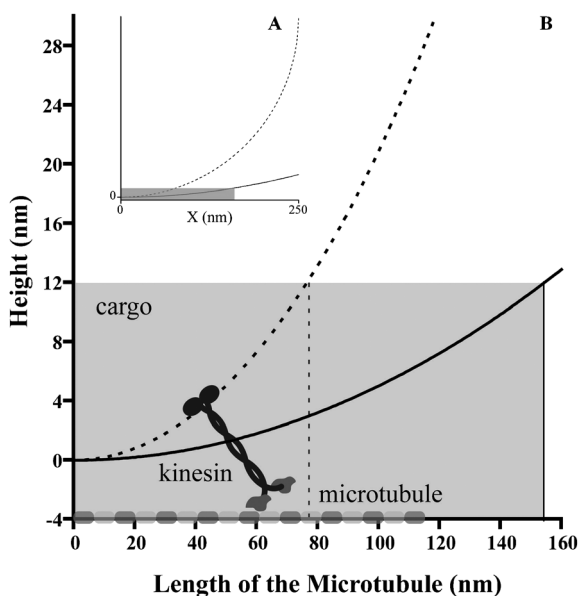 A
B
28
24
20
16
12
8
4
0
-4
Height (nm)
0
0
250
X (nm)
cargo
kinesin
microtubule
0
20
40
60
80
100
120
140
160
Length of the Microtubule (nm)